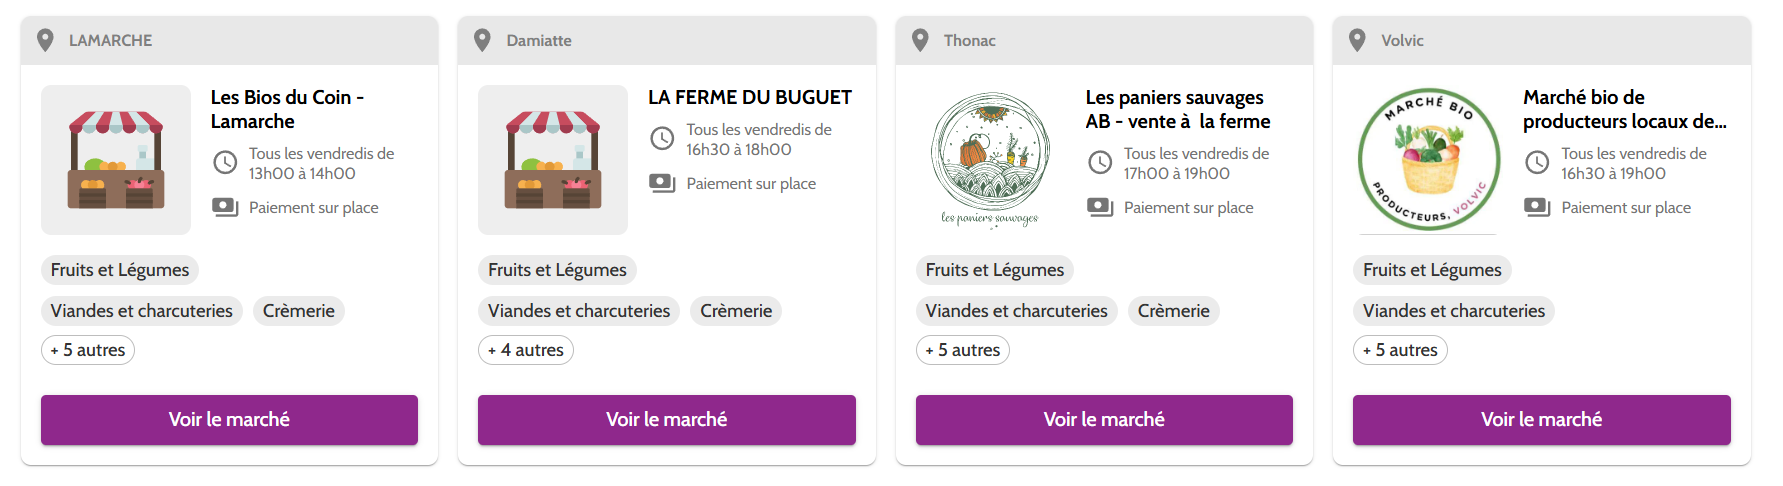 LAMARCHE
Les Bios du Coin -
Lamarche
Tous les vendredis de
13h00 à 14h00
Paiement sur place
Fruits et Légumes
Viandes et charcuteries
Crèmerie
+ 5 autres
Voir le marché
Damiatte
LA FERME DU BUGUET
Tous les vendredis de
16h30 à 18h00
Paiement sur place
Fruits et Légumes
Viandes et charcuteries
Crèmerie
+ 4 autres
Voir le marché
Thonac
les paniers sauvages
Les paniers sauvages
AB - vente à  la ferme
Tous les vendredis de
17h00 à 19h00
Paiement sur place
Fruits et Légumes
Viandes et charcuteries
Crèmerie
+ 5 autres
Voir le marché
Volvic
MARCHÉ BIO
PRODUCTEURS, VOLVIC
Marché bio de
producteurs locaux de...
Tous les vendredis de
16h30 à 19h00
Paiement sur place
Fruits et Légumes
Viandes et charcuteries
+ 5 autres
Voir le marché